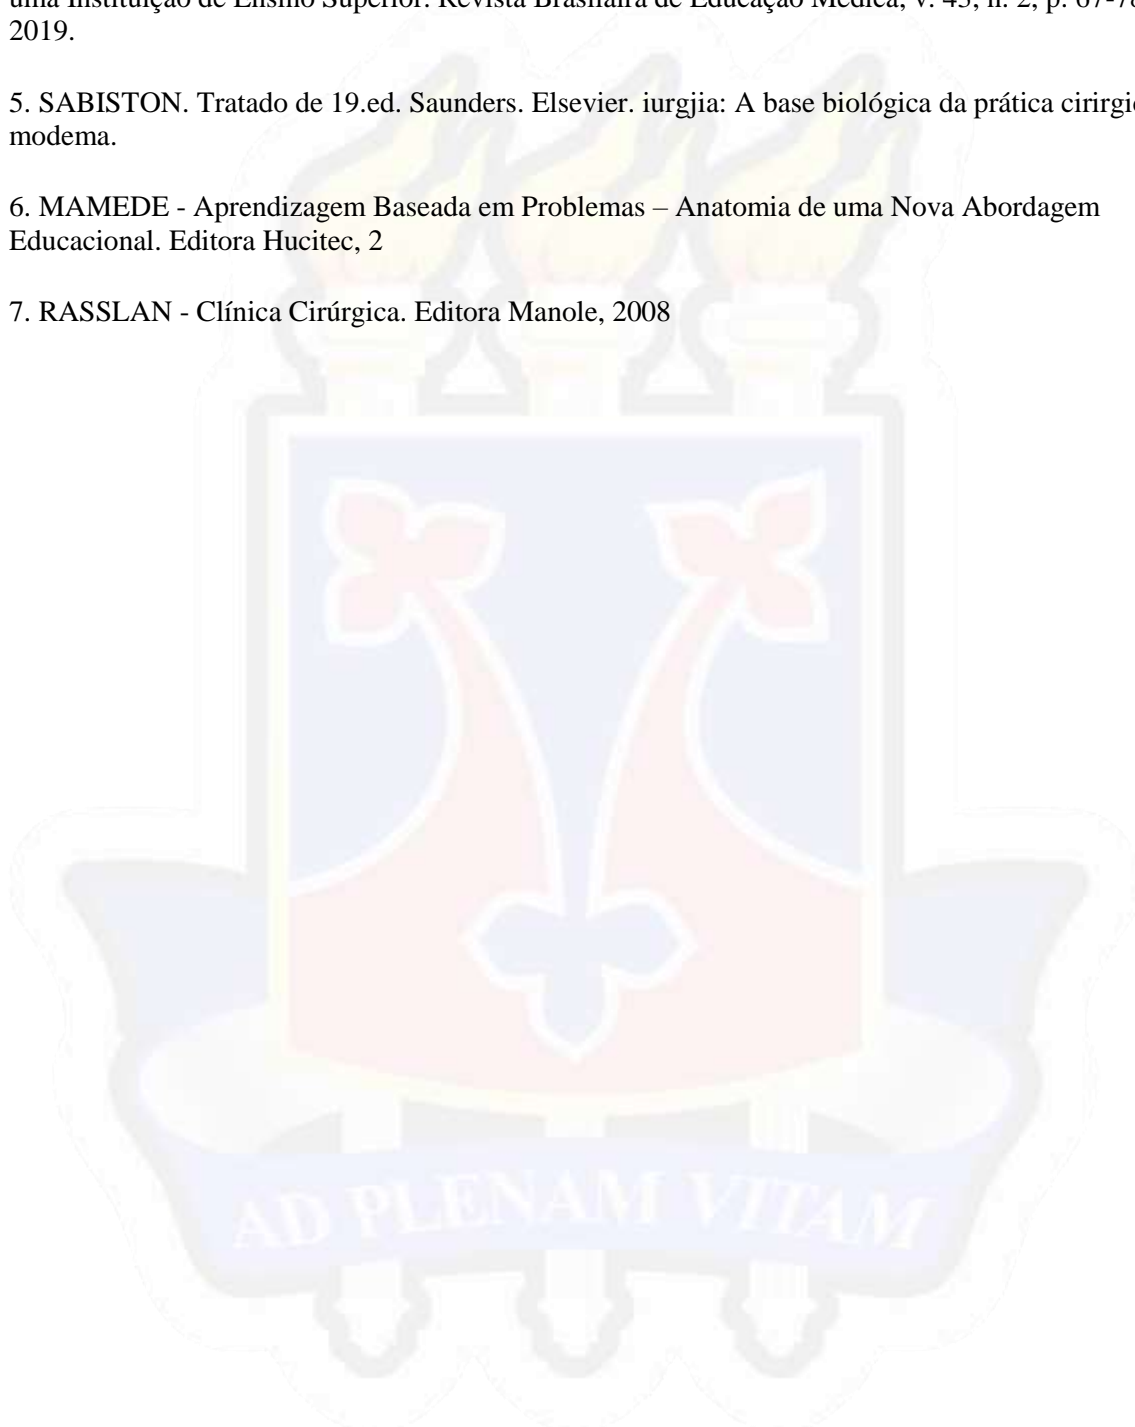 uma Instituição de Ensino Superior. Revista Brasileira de Educação Médica, v. 43, n. 2, p. 67-78
2019.
5. SABISTON. Tratado de 19.ed. Saunders. Elsevier. iurgjia: A base biológica da prática
modema.
6. MAMEDE - Aprendizagem Baseada em Problemas – Anatomia de uma Nova Abordagem
Educacional. Editora Hucitec, 2
7. RASSLAN - Clínica Cirúrgica. Editora Manole, 2008
AD PLENAM VITAM